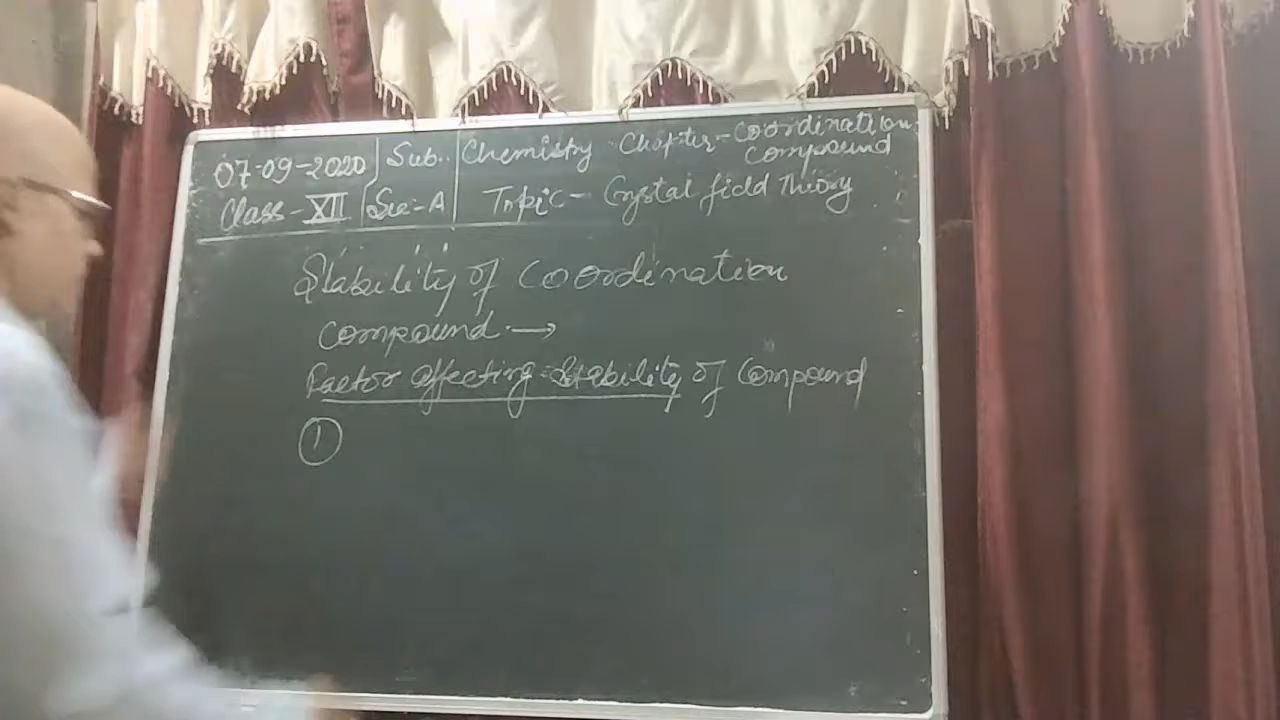 07-09-2020 Sub.. Chemistry Chapter-Coordination
Compound
Class-XII Sec-A Topic- Crystal field Theory
Stability of Coordination
Compound →
Factor affecting Stability of Compound
①